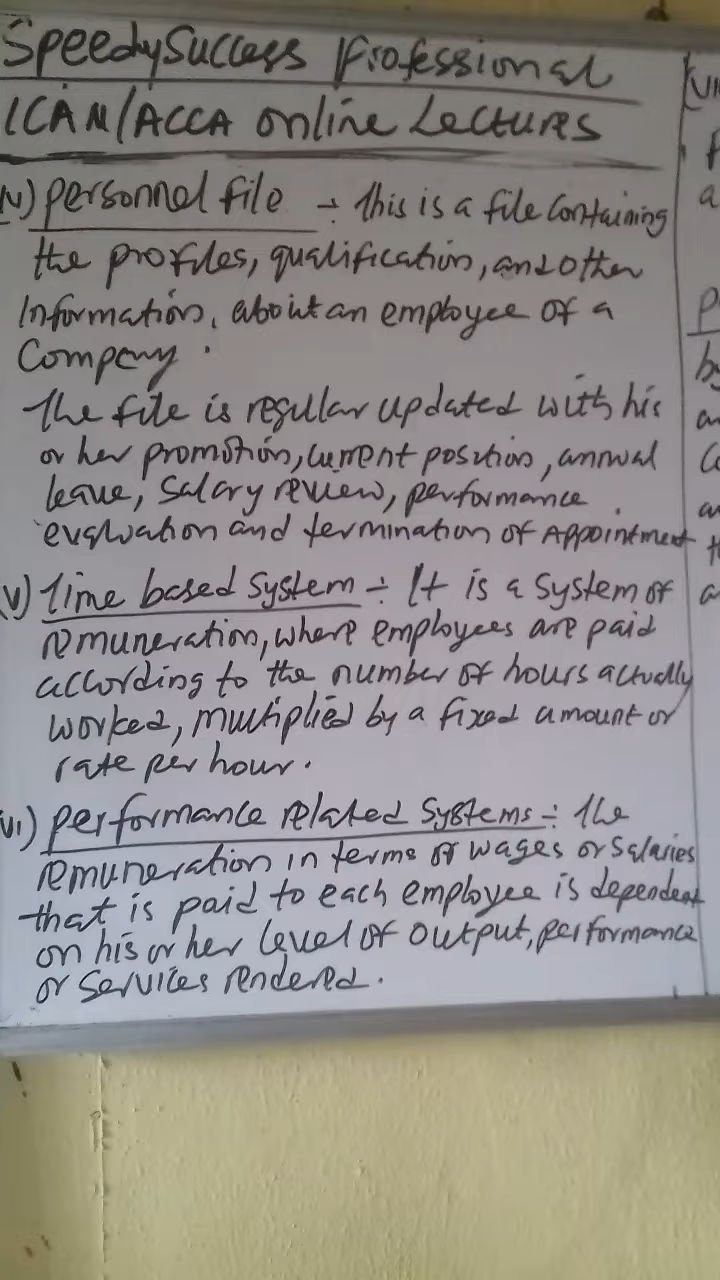 SpeedySuccess Professional
ICAN/ACCA online Lectures
IV) personnel file :- this is a file containing
the profiles, qualification, and other
Information, about an employee of a
Company.
The file is regular updated with his
or her promotion, current position, annual
leave, salary review, performance
evaluation and termination of Appointment
V) Time based system :- It is a system of
remuneration, where employees are paid
according to the number of hours actually
worked, multiplied by a fixed amount or
rate per hour.
VI) performance related systems :- the
remuneration in terms of wages or salaries
that is paid to each employee is dependent
on his or her level of output, performance
or services rendered.